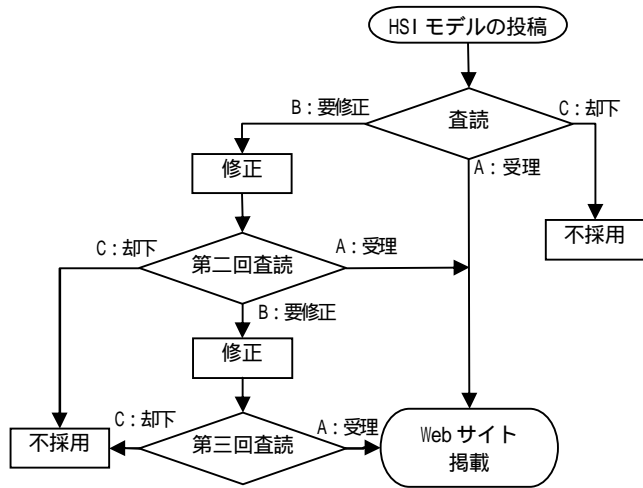 HSI モデルの投稿
B：要修正
査読
C：却下
修正
A：受理
不採用
C：却下
第二回査読
A：受理
B：要修正
修正
C：却下
A：受理
不採用
第三回査読
Web サイト
掲載